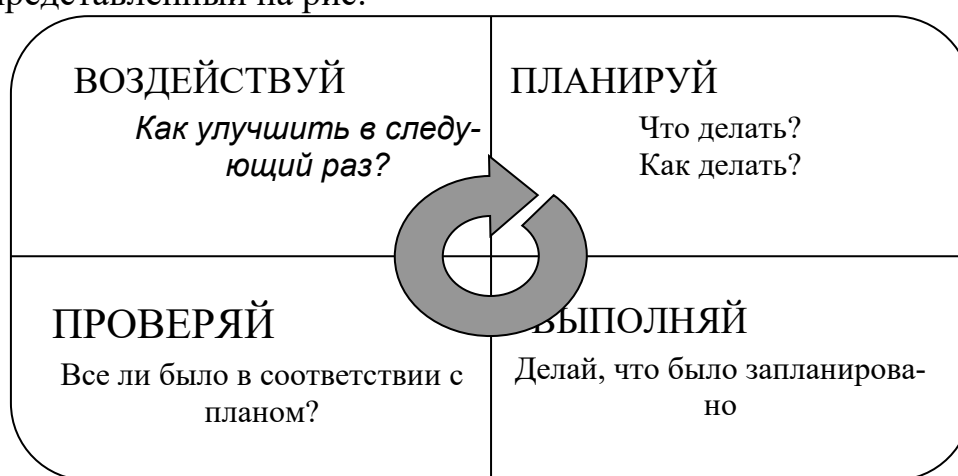 представленный на рис.
ВОЗДЕЙСТВУЙ
Как улучшить в следу-
ющий раз?
ПЛАНИРУЙ
Что делать?
Как делать?
ПРОВЕРЯЙ
Все ли было в соответствии с
планом?
ВЫПОЛНЯЙ
Делай, что было запланирова-
но